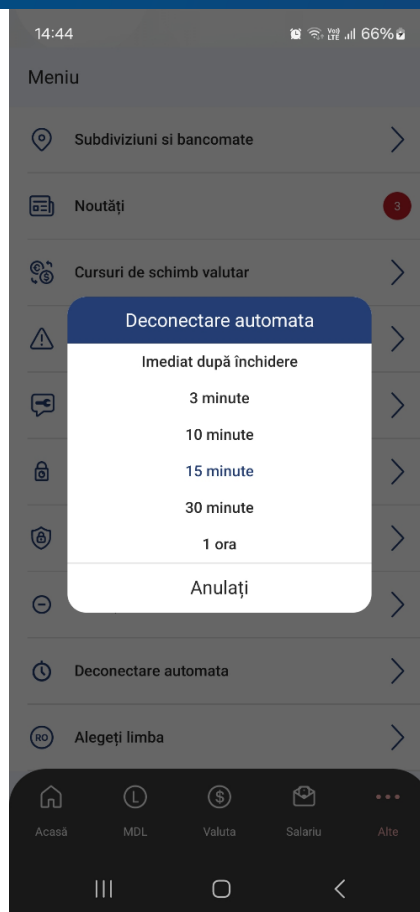 14:44
66%
Meniu
Subdiviziuni si bancomate
Noutăți
3
Cursuri de schimb valutar
Deconectare automata
Imediat după închidere
3 minute
10 minute
15 minute
30 minute
1 ora
Anulați
Deconectare automata
RO
Alegeți limba
Acasă
MDL
Valuta
Salariu
Alte